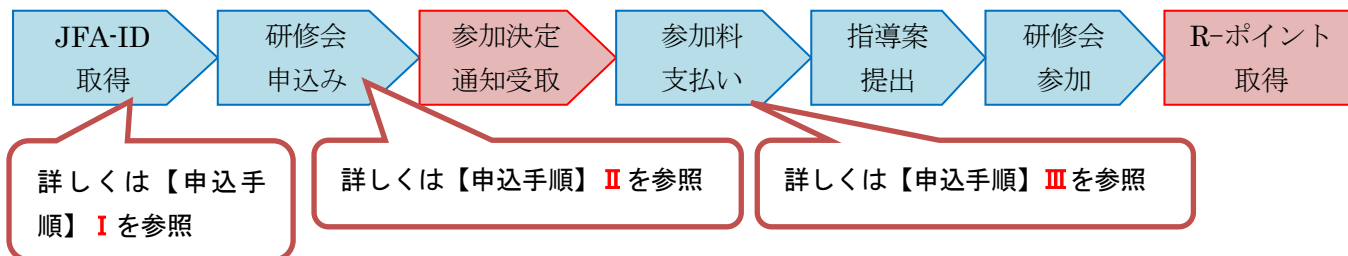 JFA-ID
取得
研修会
申込み
参加決定
通知受取
参加料
支払い
指導案
提出
研修会
参加
R-ポイント
取得
詳しくは【申込手
順】Ⅰを参照
詳しくは【申込手順】Ⅱを参照
詳しくは【申込手順】Ⅲを参照